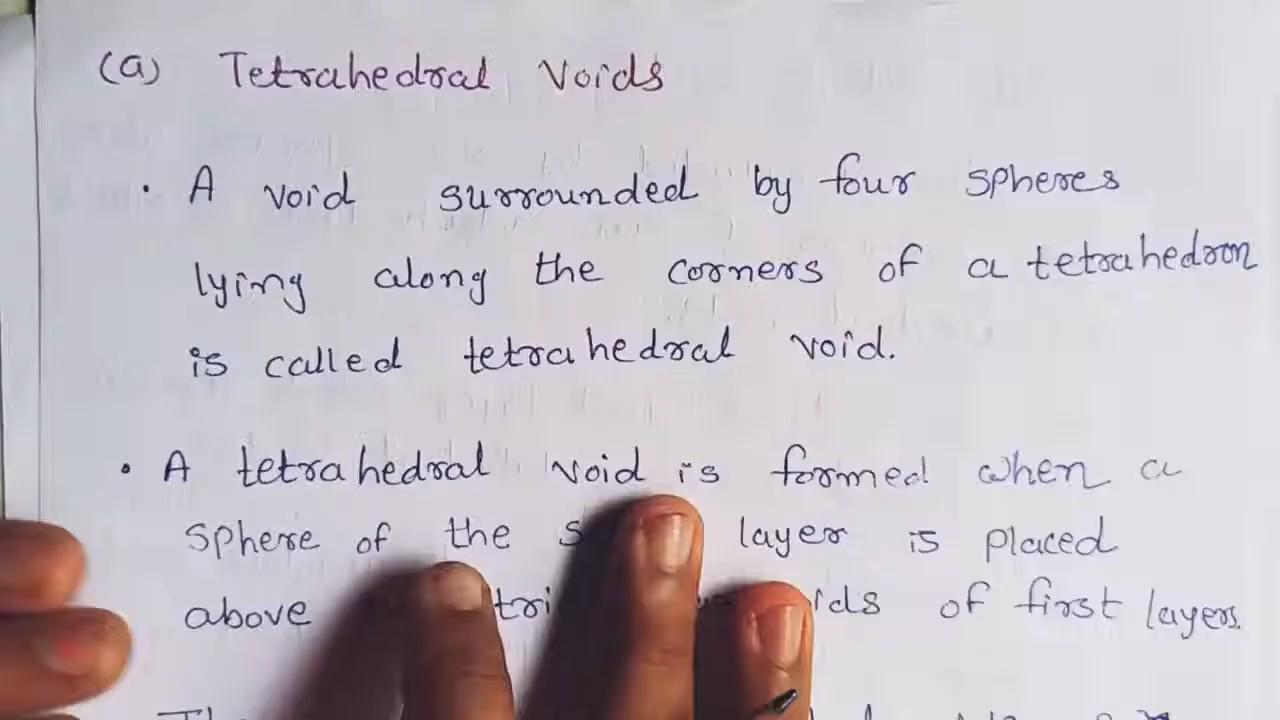 (a) Tetrahedral Voids
• A void surrounded by four spheres
lying along the corners of a tetrahedron
is called tetrahedral void.
• A tetrahedral void is formed when a
sphere of the layer is placed
above of first layers.